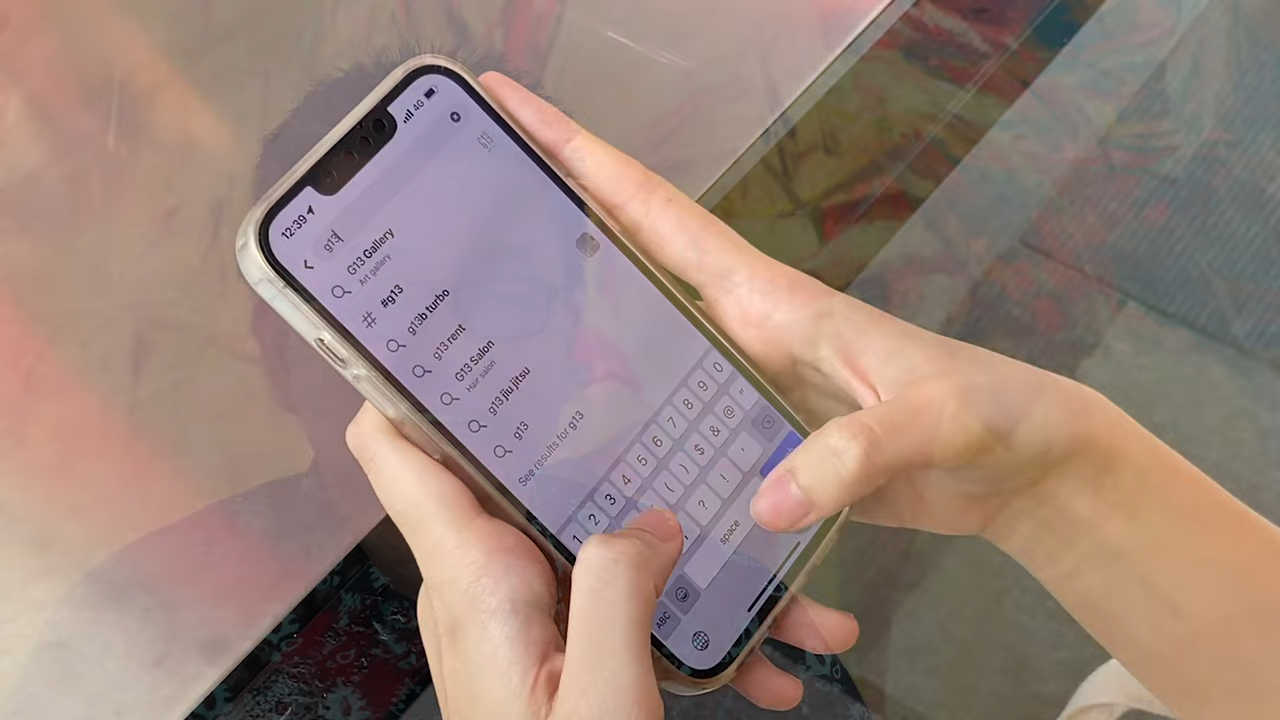 12:39
4G
g13
G13
G13 Gallery
Art gallery
#g13
g13b turbo
g13 rent
G13 Salon
Hair salon
g13 jiu jitsu
g13
See results for g13
1 2 3 4 5 6 7 8 9 0
( ) $ & @ "
? ! '
ABC
space